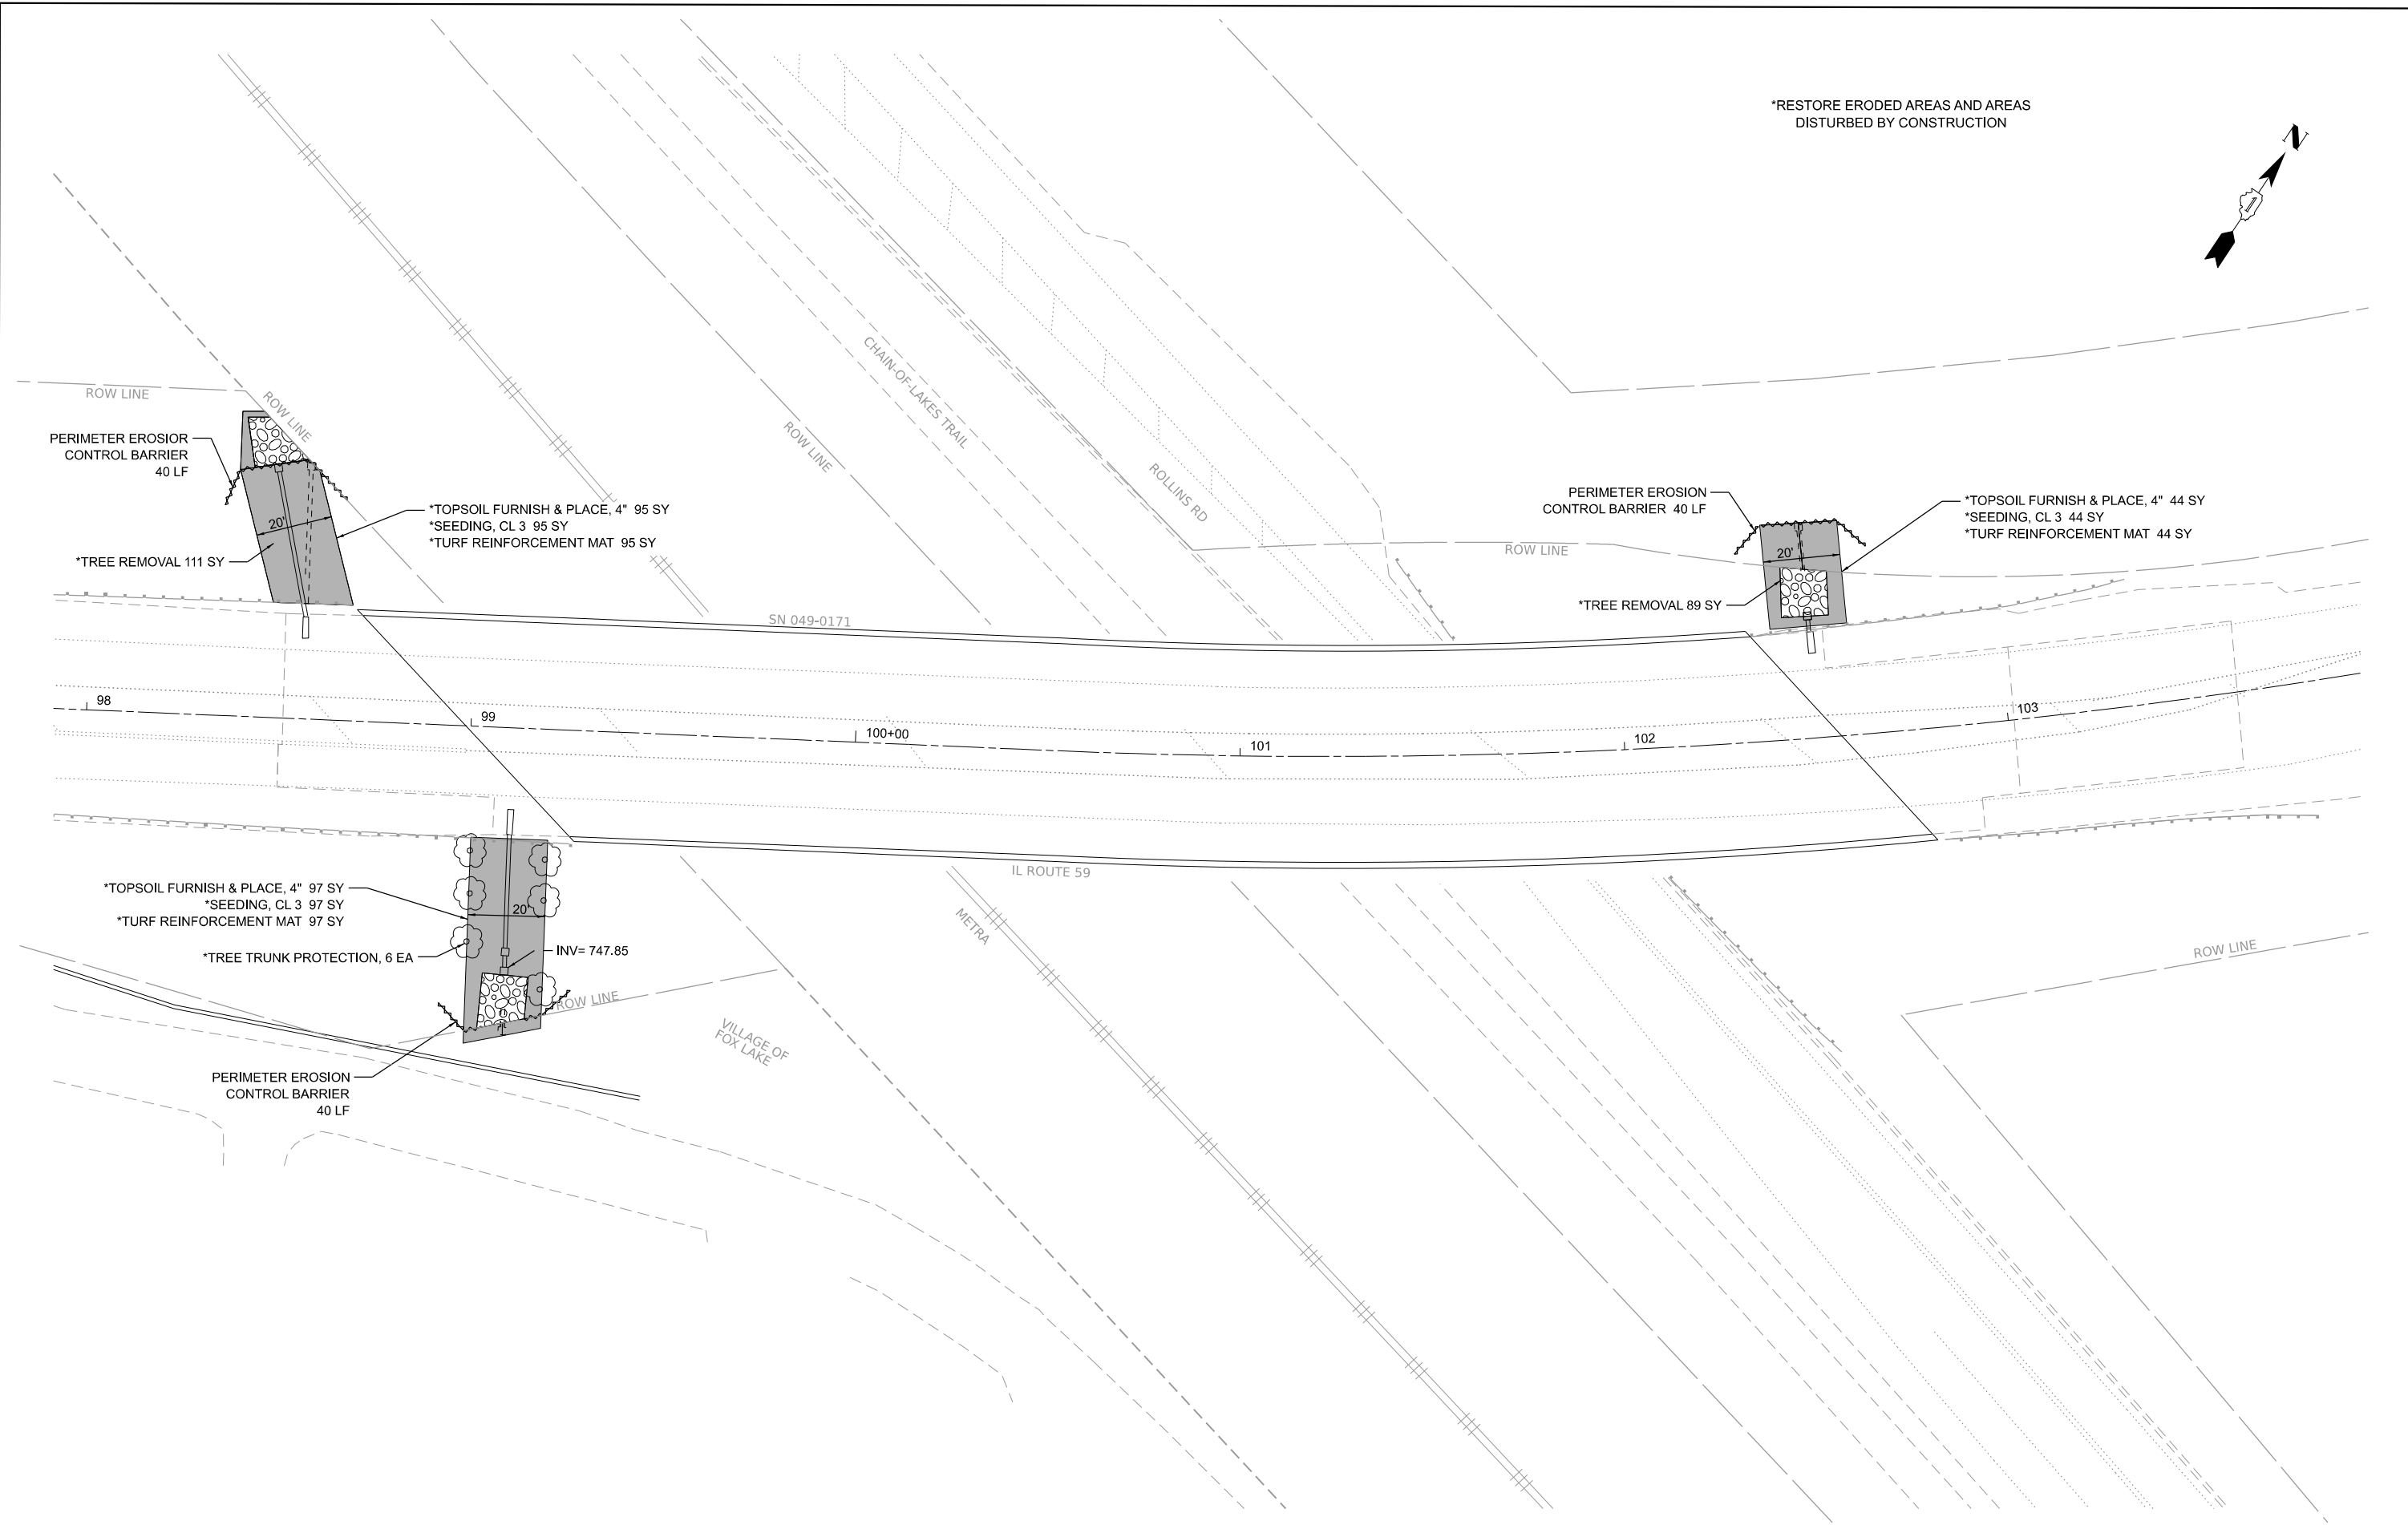 *RESTORE ERODED AREAS AND AREAS
DISTURBED BY CONSTRUCTION
N
ROW LINE
ROW LINE
PERIMETER EROSIOR
CONTROL BARRIER
40 LF
20'
*TREE REMOVAL 111 SY
*TOPSOIL FURNISH & PLACE, 4" 95 SY
*SEEDING, CL 3 95 SY
*TURF REINFORCEMENT MAT 95 SY
ROW LINE
CHAIN-OF-LAKES TRAIL
ROLLINS RD
ROW LINE
PERIMETER EROSION
CONTROL BARRIER 40 LF
20'
*TREE REMOVAL 89 SY
*TOPSOIL FURNISH & PLACE, 4" 44 SY
*SEEDING, CL 3 44 SY
*TURF REINFORCEMENT MAT 44 SY
SN 049-0171
98
99
100+00
101
102
103
IL ROUTE 59
METRA
*TOPSOIL FURNISH & PLACE, 4" 97 SY
*SEEDING, CL 3 97 SY
*TURF REINFORCEMENT MAT 97 SY
20'
*TREE TRUNK PROTECTION, 6 EA
INV= 747.85
ROW LINE
7'
VILLAGE OF
FOX LAKE
PERIMETER EROSION
CONTROL BARRIER
40 LF
ROW LINE